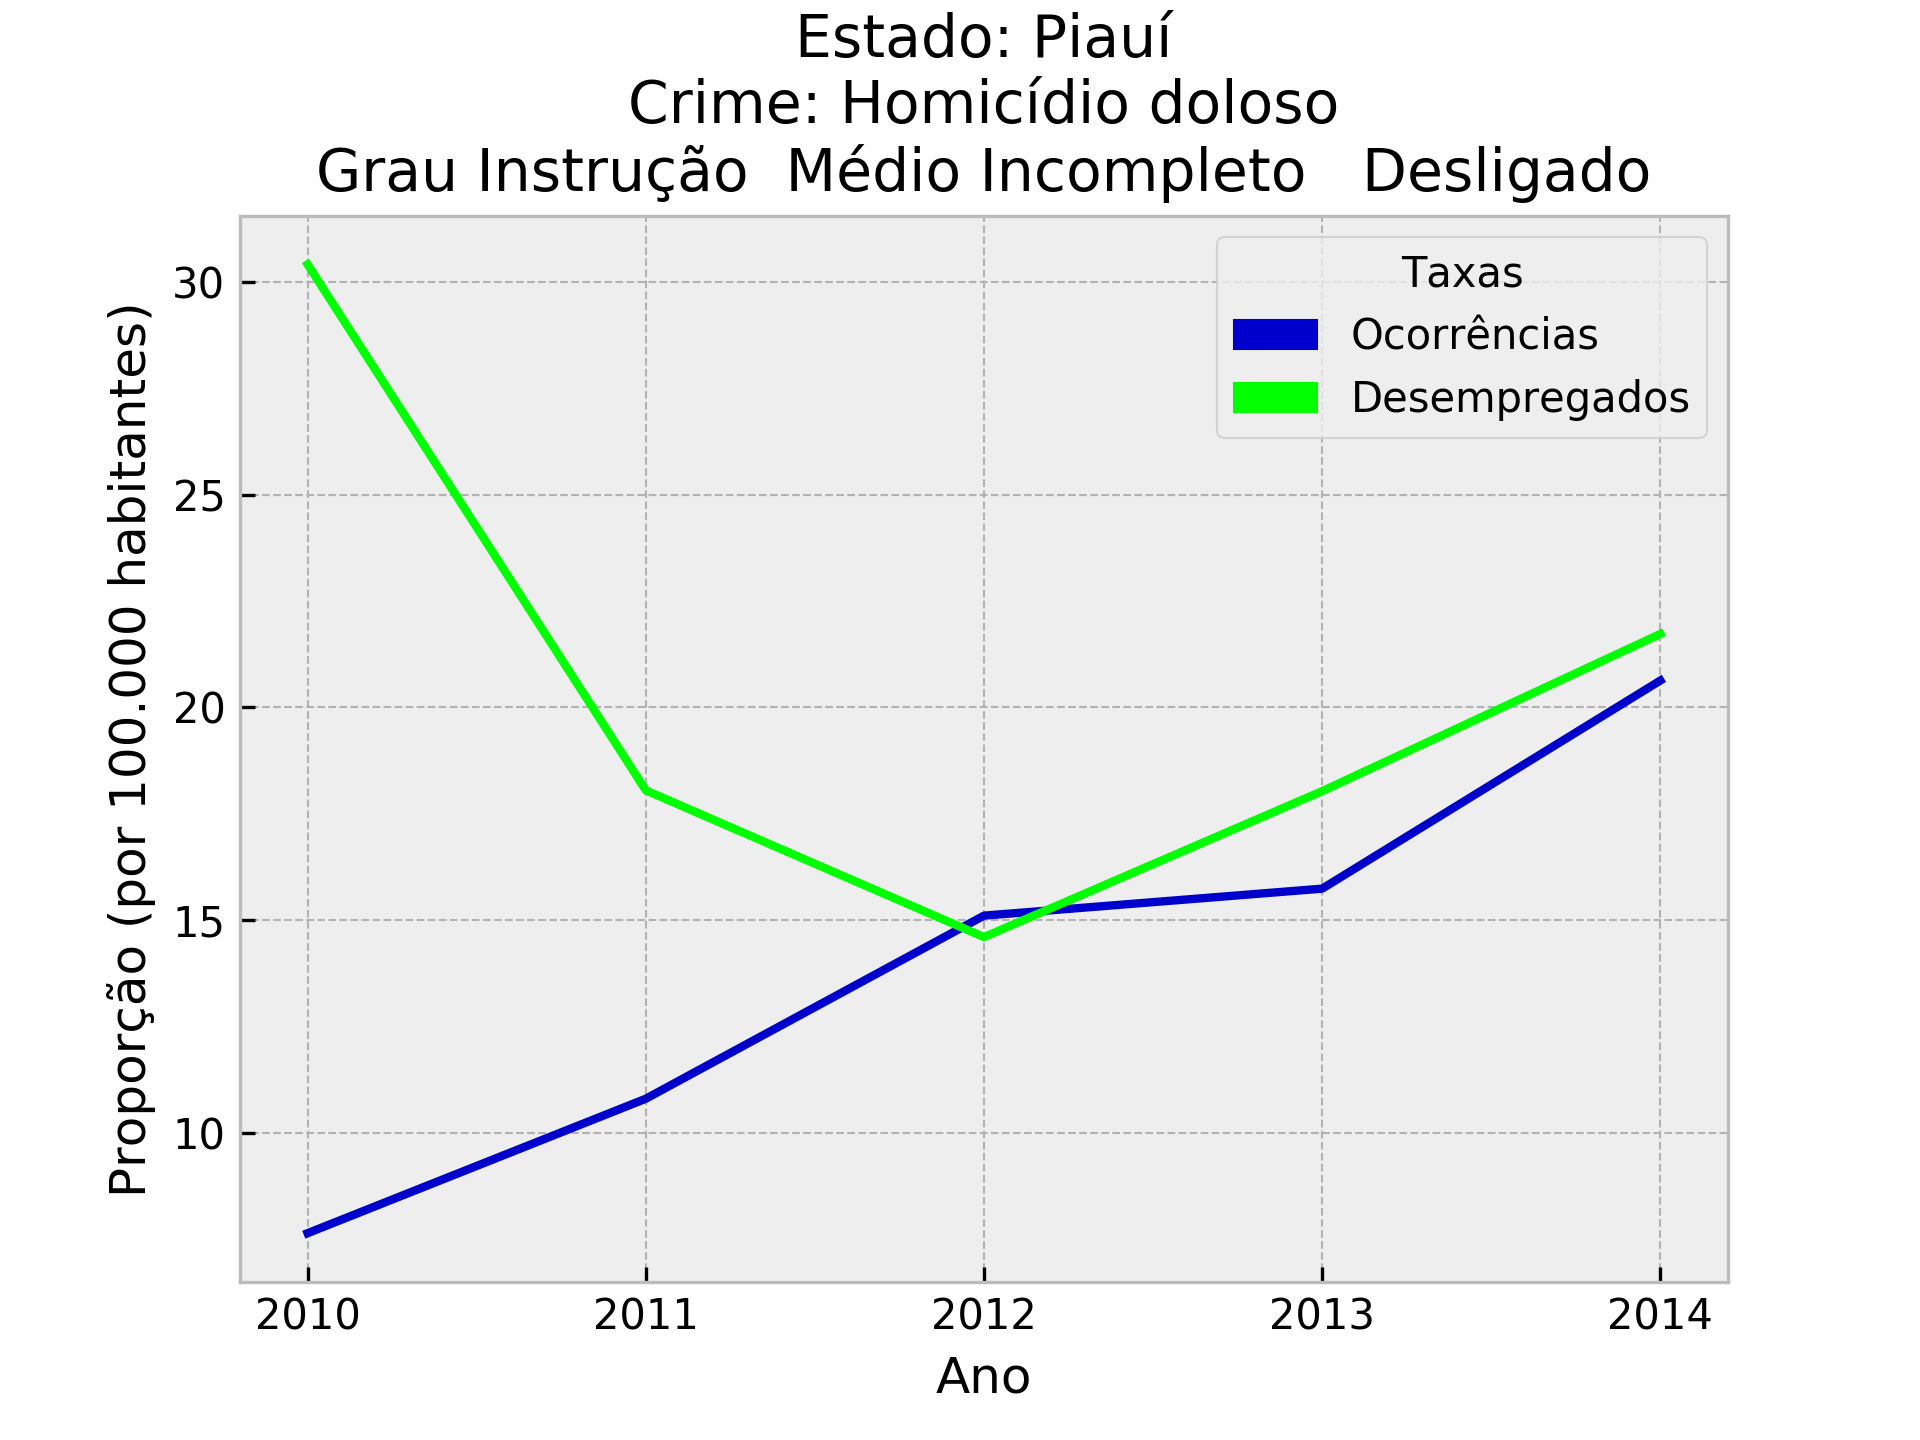 Estado: Piauí
Crime: Homicídio doloso
Grau Instrução  Médio Incompleto   Desligado
Taxas
Ocorrências
Desempregados
Proporção (por 100.000 habitantes)
30
25
20
15
10
2010 2011 2012 2013 2014
Ano